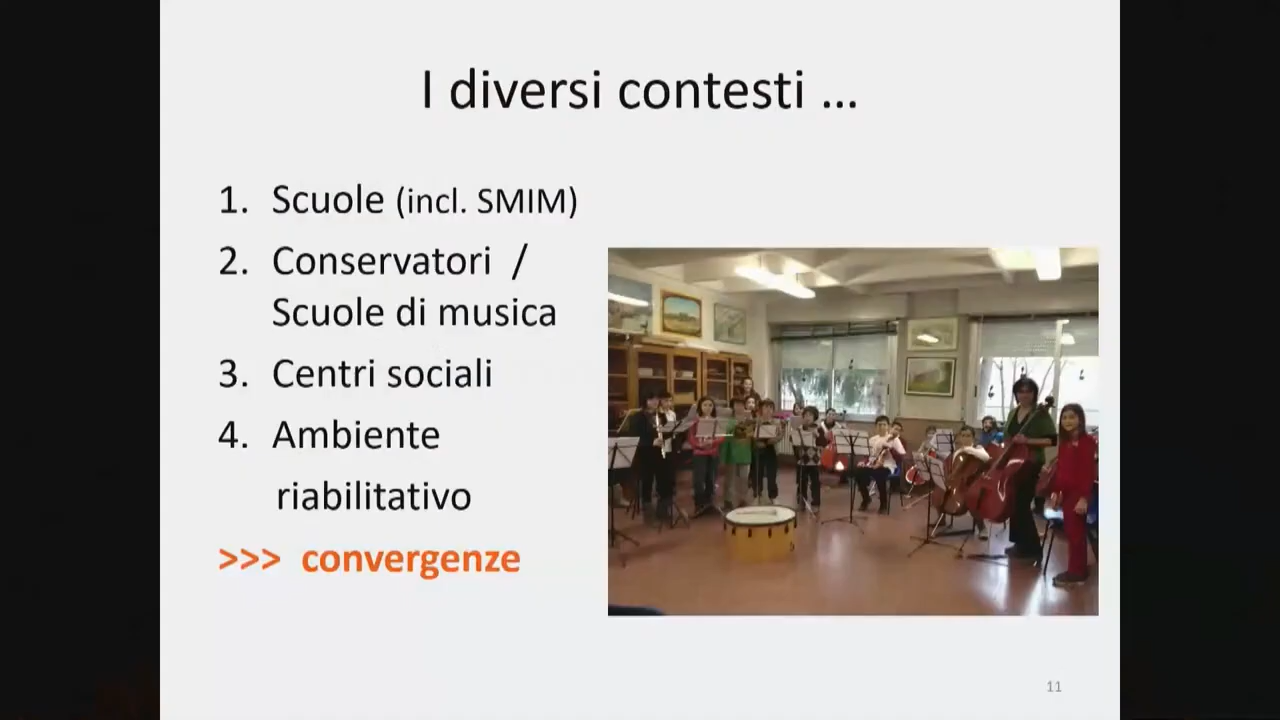 I diversi contesti ...
1. Scuole (incl. SMIM)
2. Conservatori /
Scuole di musica
3. Centri sociali
4. Ambiente
riabilitativo
>>> convergenze
11